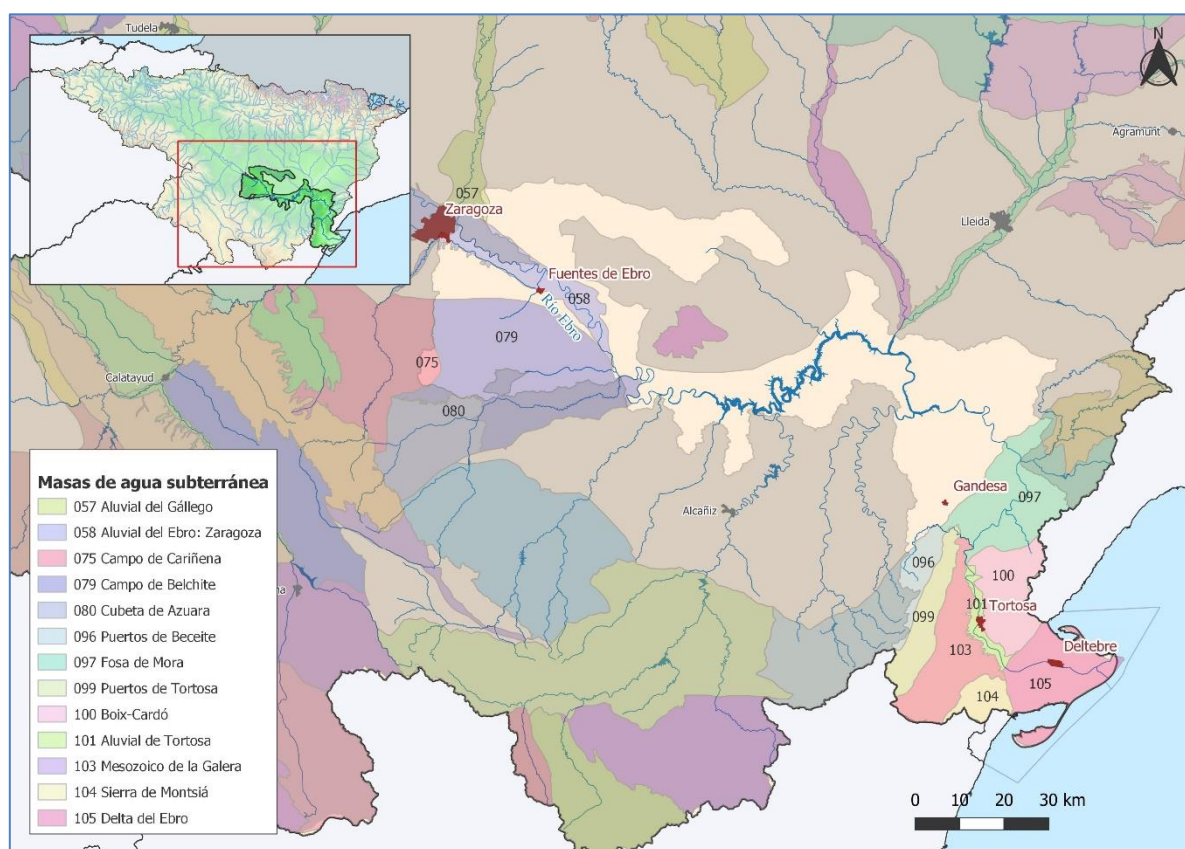 Tudela
N
Agramunt
057
Zaragoza
Lleida
Fuentes de Ebro
058
Río Ebro
079
075
Calatayud
080
Masas de agua subterránea
057 Aluvial del Gállego
058 Aluvial del Ebro: Zaragoza
075 Campo de Cariñena
079 Campo de Belchite
080 Cubeta de Azuara
096 Puertos de Beceite
097 Fosa de Mora
099 Puertos de Tortosa
100 Boix-Cardó
101 Aluvial de Tortosa
103 Mesozoico de la Galera
104 Sierra de Montsiá
105 Delta del Ebro
Gandesa
097
Alcañiz
096
100
099
101
Tortosa
103
Deltebre
104
105
0 10 20 30 km